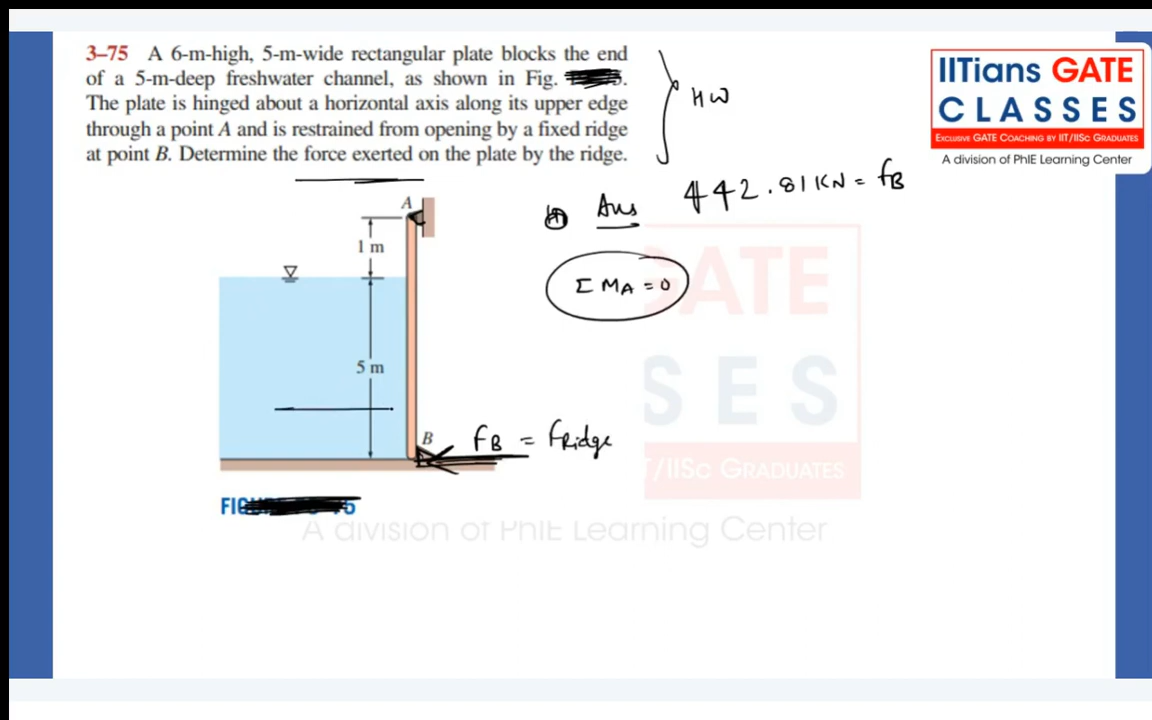 3–75 A 6-m-high, 5-m-wide rectangular plate blocks the end
of a 5-m-deep freshwater channel, as shown in Fig.
The plate is hinged about a horizontal axis along its upper edge
through a point A and is restrained from opening by a fixed ridge
at point B. Determine the force exerted on the plate by the ridge.
HW
IITians GATE
CLASSES
EXCLUSIVE GATE COACHING BY IIT/IISc GRADUATES
A division of PhIE Learning Center
Ans 442.81 KN = fB
A
1 m
Σ MA = 0
GATE
5 m
SES
B fB = fRidge
/IISc GRADUATES
A division of PhIE Learning Center